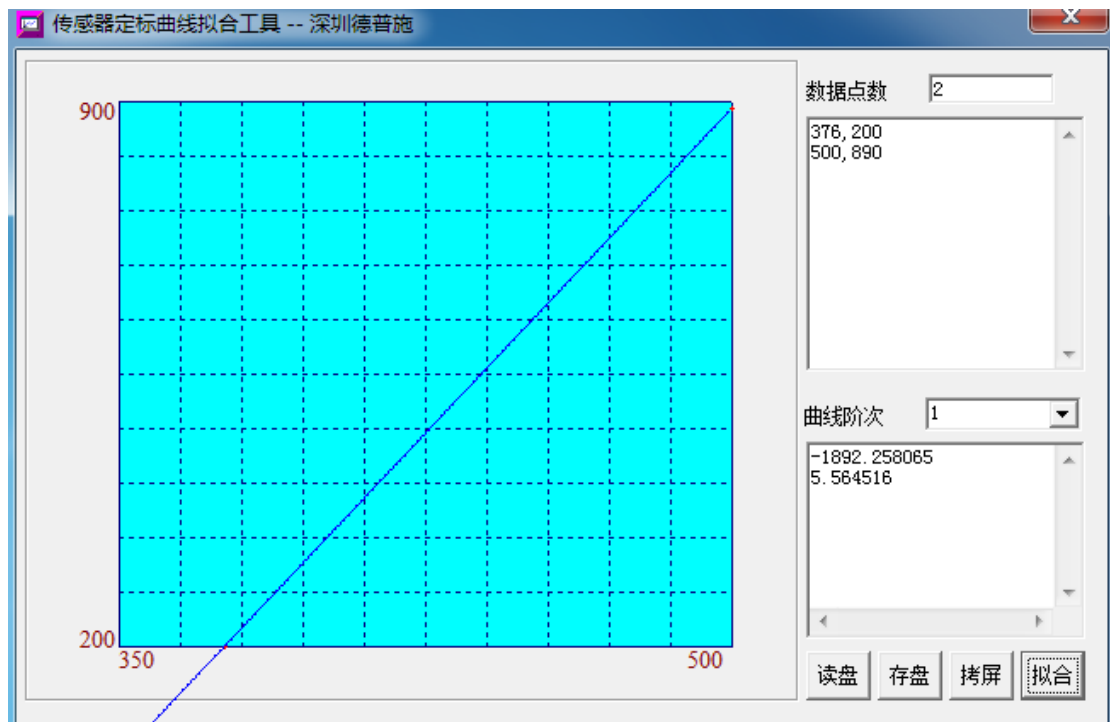 传感器定标曲线拟合工具 -- 深圳德普施
900
200
350
500
数据点数
2
376,200
500,890
曲线阶次
1
-1892.258065
5.564516
读盘
存盘
拷屏
拟合